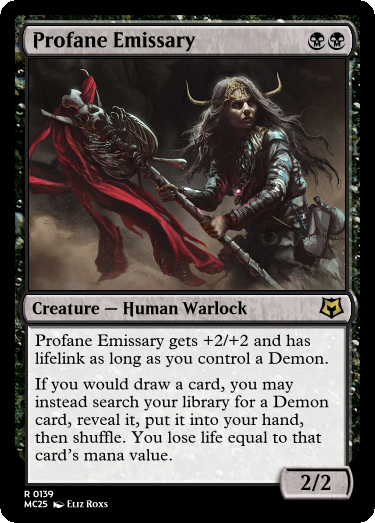 Profane Emissary
Creature — Human Warlock
Profane Emissary gets +2/+2 and has
lifelink as long as you control a Demon.
If you would draw a card, you may
instead search your library for a Demon
card, reveal it, put it into your hand,
then shuffle. You lose life equal to that
card's mana value.
2/2
R 0139
MC25 Eliz Roxs